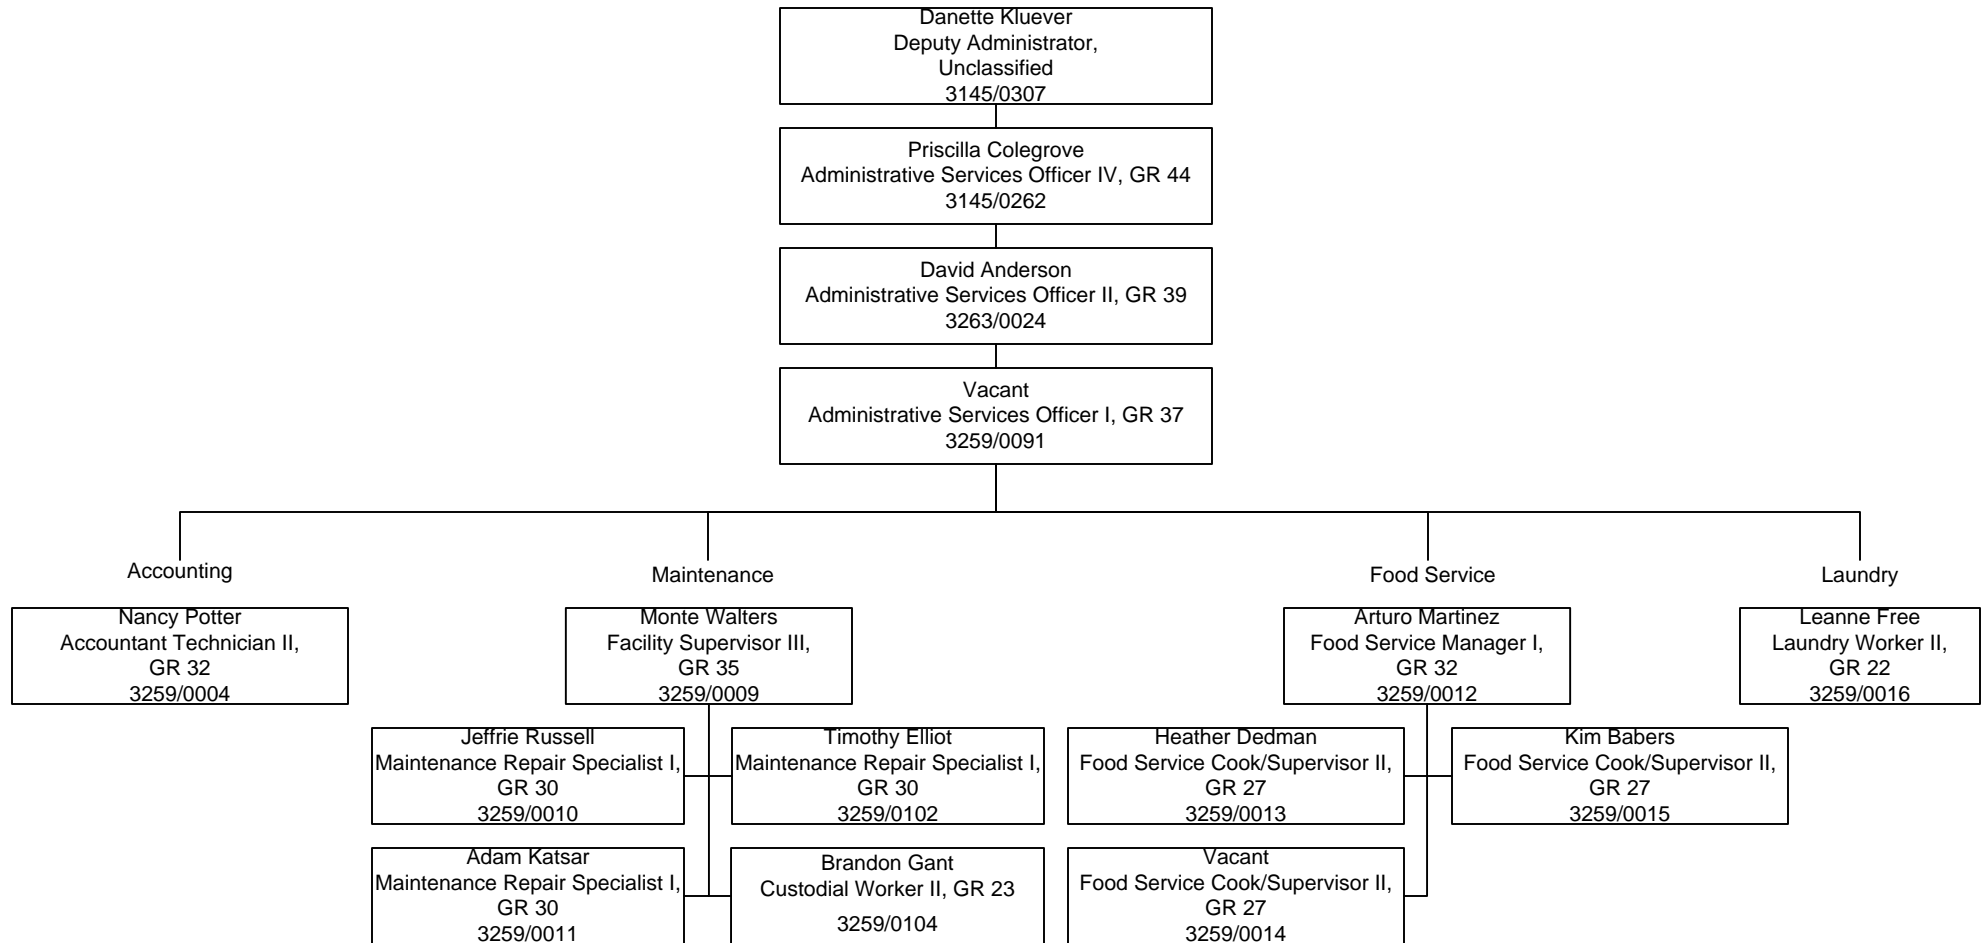 Danette Kluever
Deputy Administrator,
Unclassified
3145/0307
Priscilla Colegrove
Administrative Services Officer IV, GR 44
3145/0262
David Anderson
Administrative Services Officer II, GR 39
3263/0024
Vacant
Administrative Services Officer I, GR 37
3259/0091
Accounting
Nancy Potter
Accountant Technician II,
GR 32
3259/0004
Maintenance
Monte Walters
Facility Supervisor III,
GR 35
3259/0009
Jeffrie Russell
Maintenance Repair Specialist I,
GR 30
3259/0010
Timothy Elliot
Maintenance Repair Specialist I,
GR 30
3259/0102
Adam Katsar
Maintenance Repair Specialist I,
GR 30
3259/0011
Brandon Gant
Custodial Worker II, GR 23
3259/0104
Food Service
Arturo Martinez
Food Service Manager I,
GR 32
3259/0012
Heather Dedman
Food Service Cook/Supervisor II,
GR 27
3259/0013
Kim Babers
Food Service Cook/Supervisor II,
GR 27
3259/0015
Vacant
Food Service Cook/Supervisor II,
GR 27
3259/0014
Laundry
Leanne Free
Laundry Worker II,
GR 22
3259/0016